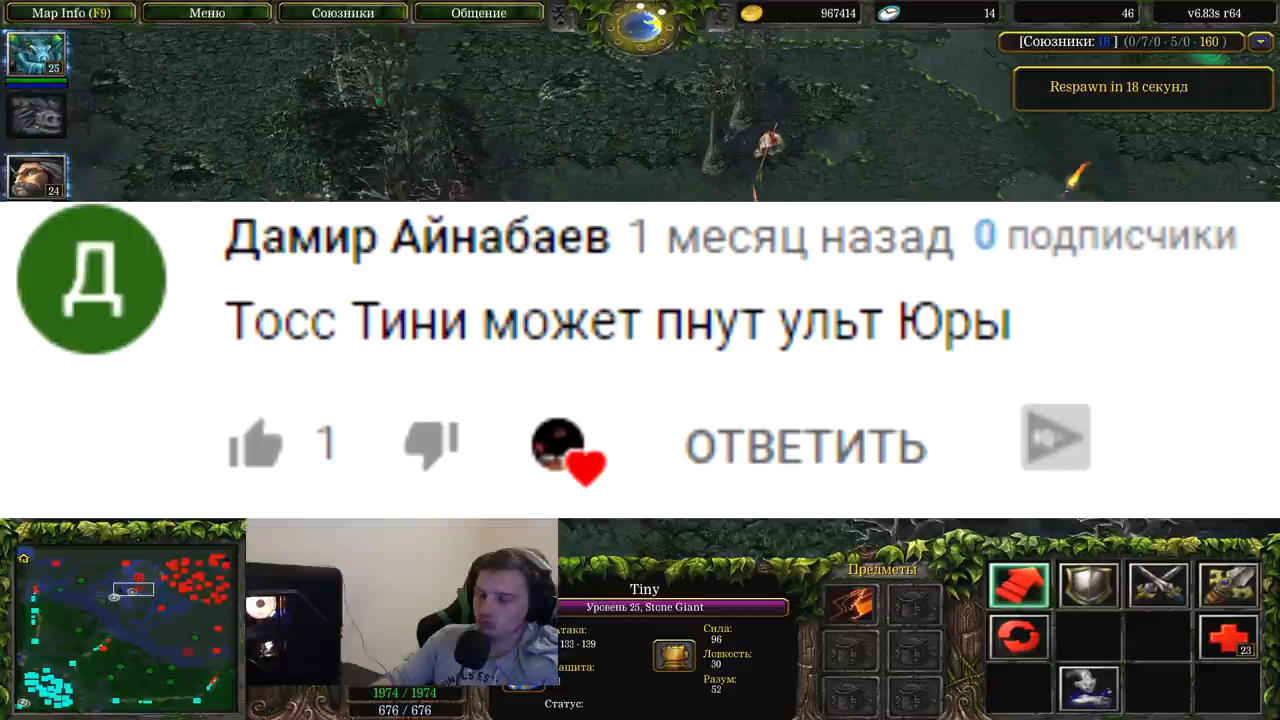 Map Info (F9) Меню Союзники Общение 967414 14 46 v6.83s r64
[Союзники: (0/7/0 - 5/0 - 160 )
25
Respawn in 18 секунд
24
Дамир Айнабаев 1 месяц назад 0 подписчики
Тосс Тини может пнут ульт Юры
1 ОТВЕТИТЬ
Tiny
Уровень 25, Stone Giant
133 - 139
Сила:
96
Ловкость:
30
Разум:
52
Статус:
1974 / 1974
676 / 676
Предметы
23